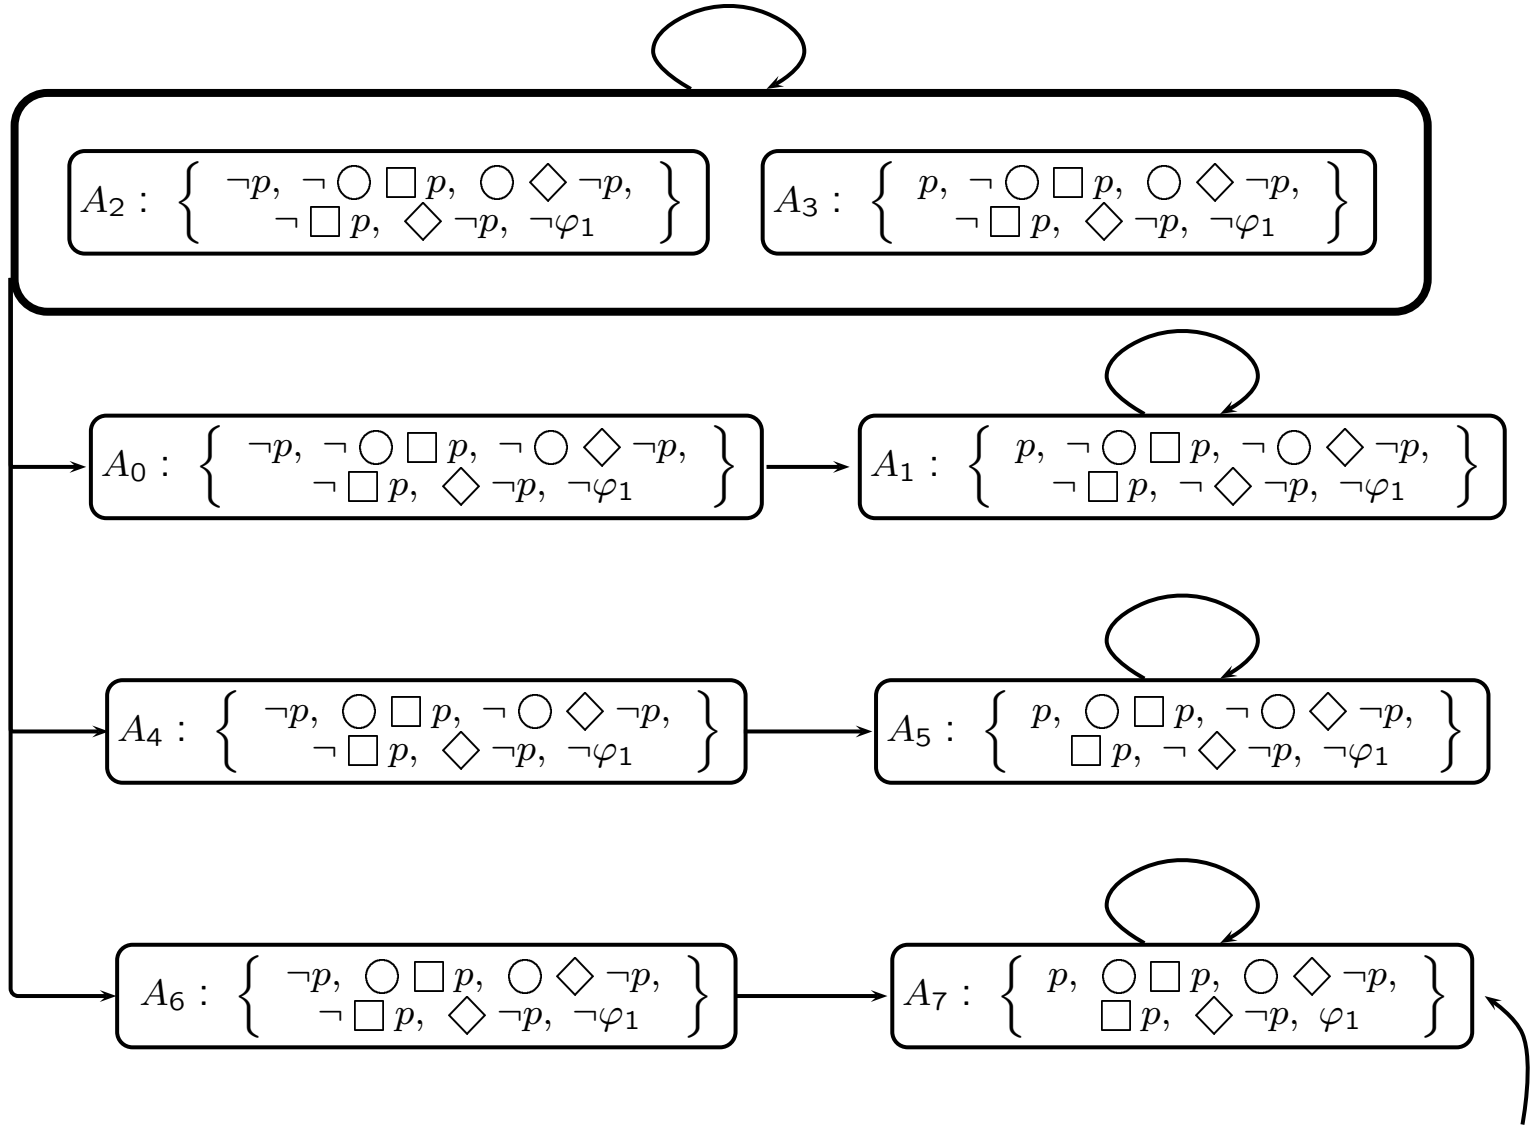 A₂ : { ¬p, ¬ ◯ □ p, ◯ ◇ ¬p,
¬ □ p, ◇ ¬p, ¬φ₁ }
A₃ : { p, ¬ ◯ □ p, ◯ ◇ ¬p,
¬ □ p, ◇ ¬p, ¬φ₁ }
A₀ : { ¬p, ¬ ◯ □ p, ¬ ◯ ◇ ¬p,
¬ □ p, ◇ ¬p, ¬φ₁ }
A₁ : { p, ¬ ◯ □ p, ¬ ◯ ◇ ¬p,
¬ □ p, ¬ ◇ ¬p, ¬φ₁ }
A₄ : { ¬p, ◯ □ p, ¬ ◯ ◇ ¬p,
¬ □ p, ◇ ¬p, ¬φ₁ }
A₅ : { p, ◯ □ p, ¬ ◯ ◇ ¬p,
□ p, ¬ ◇ ¬p, ¬φ₁ }
A₆ : { ¬p, ◯ □ p, ◯ ◇ ¬p,
¬ □ p, ◇ ¬p, ¬φ₁ }
A₇ : { p, ◯ □ p, ◯ ◇ ¬p,
□ p, ◇ ¬p, φ₁ }